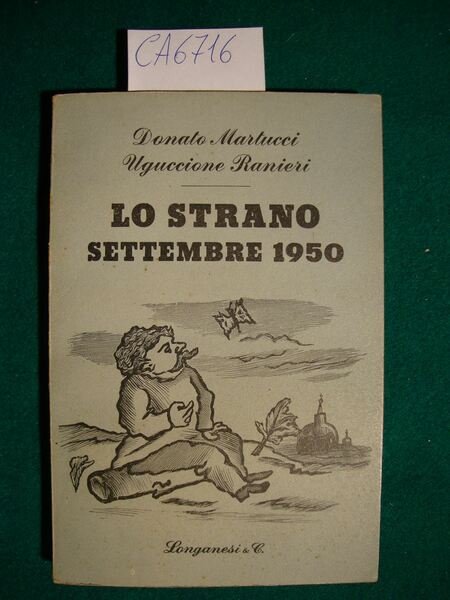 CA6716
Donato Martucci
Uguccione Ranieri
LO STRANO
SETTEMBRE 1950
Longanesi & C.